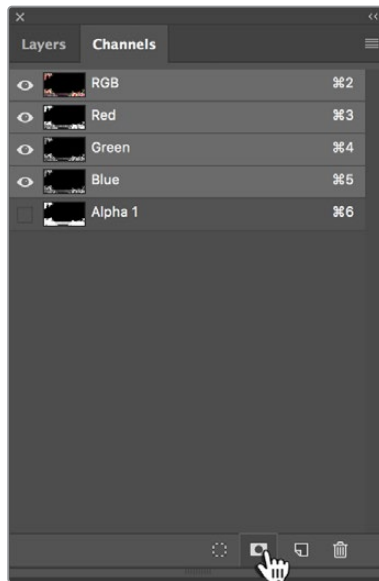 Layers Channels
RGB ⌘2
Red ⌘3
Green ⌘4
Blue ⌘5
Alpha 1 ⌘6